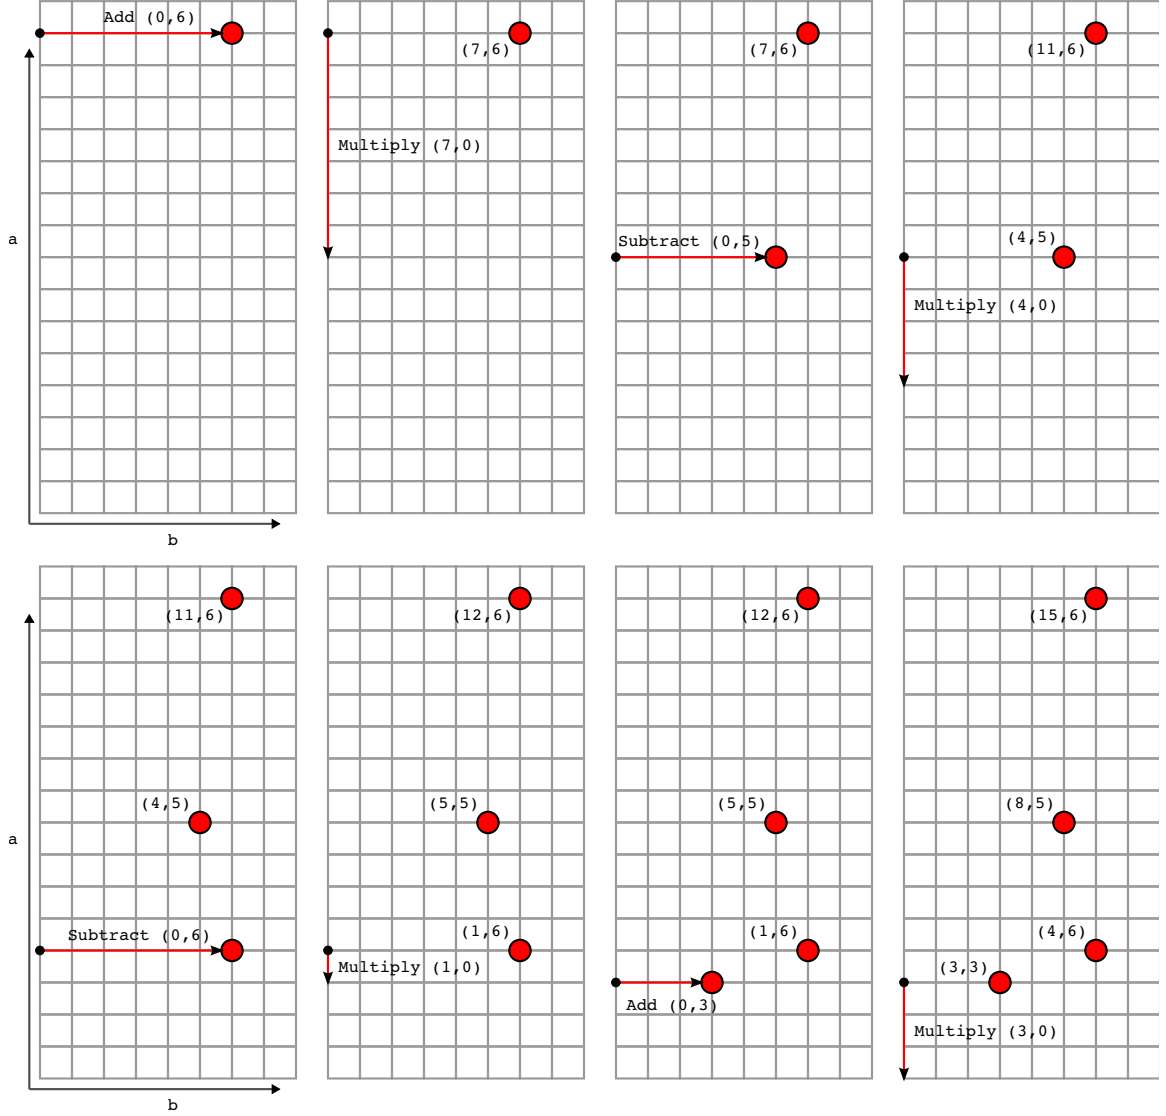 Add (0,6)
(7,6)
(7,6)
(11,6)
Multiply (7,0)
a
Subtract (0,5)
(4,5)
Multiply (4,0)
b
(11,6)
(12,6)
(12,6)
(15,6)
(4,5)
(5,5)
(5,5)
(8,5)
a
Subtract (0,6)
(1,6)
Multiply (1,0)
(1,6)
Add (0,3)
(4,6)
(3,3)
Multiply (3,0)
b